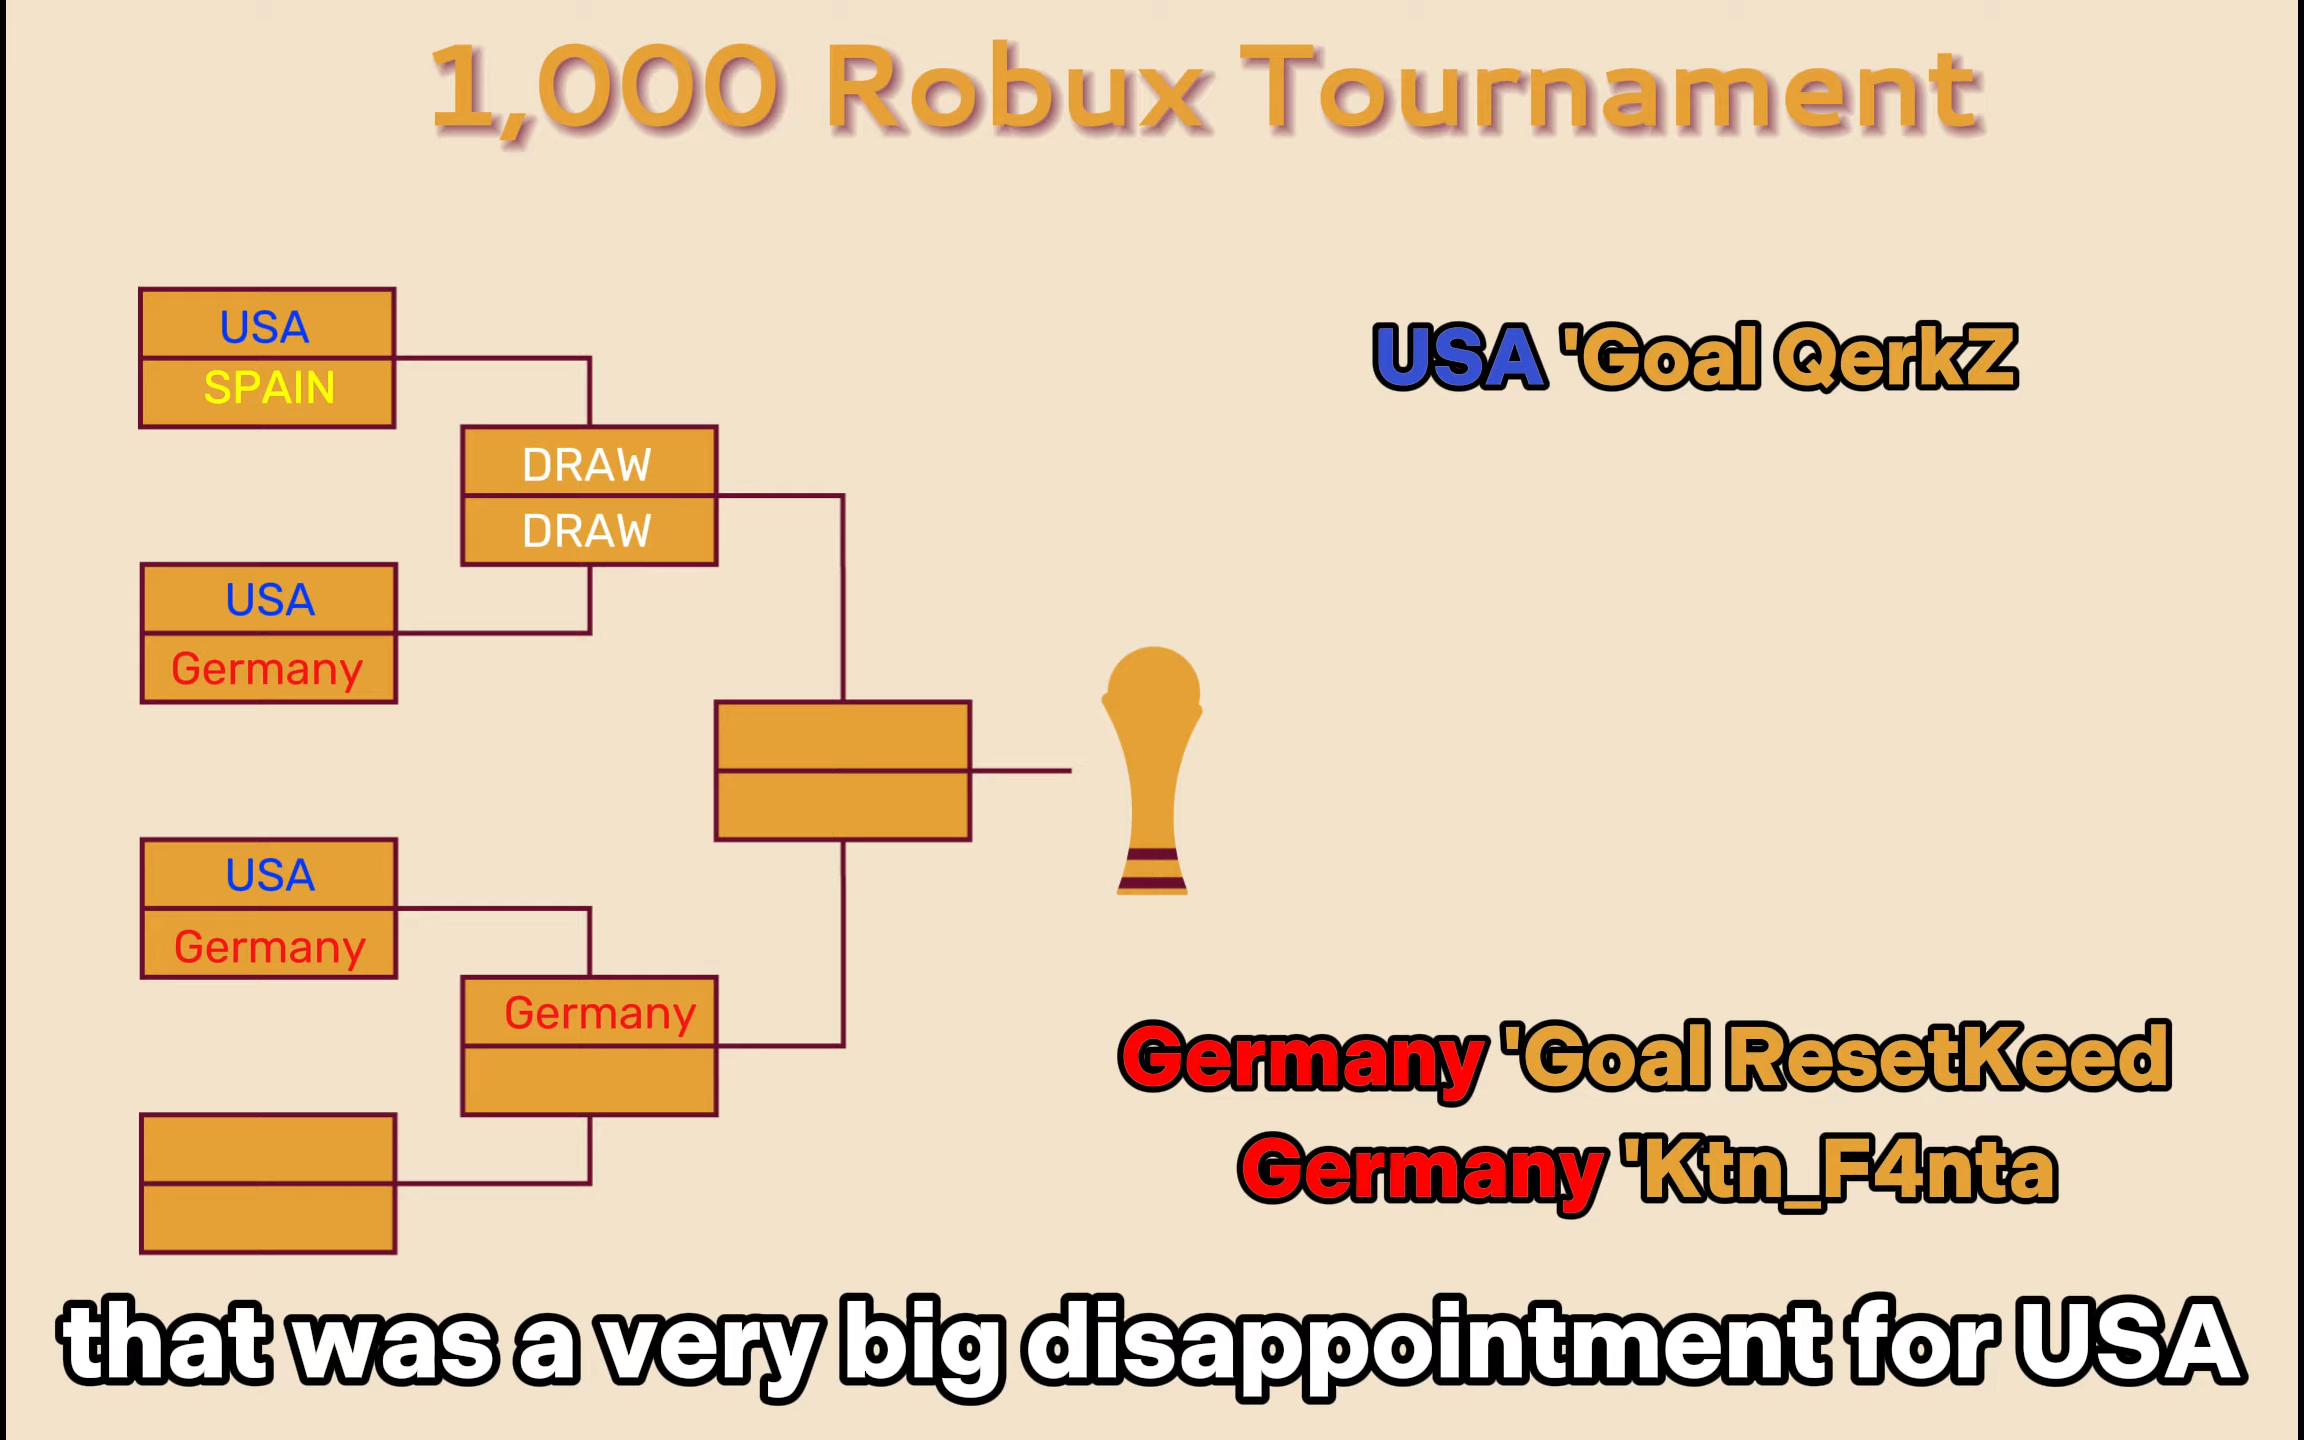 1,000 Robux Tournament
USA
SPAIN
DRAW
DRAW
USA
Germany
USA
Germany
Germany
USA 'Goal QerkZ
Germany 'Goal ResetKeed
Germany 'Ktn_F4nta
that was a very big disappointment for USA